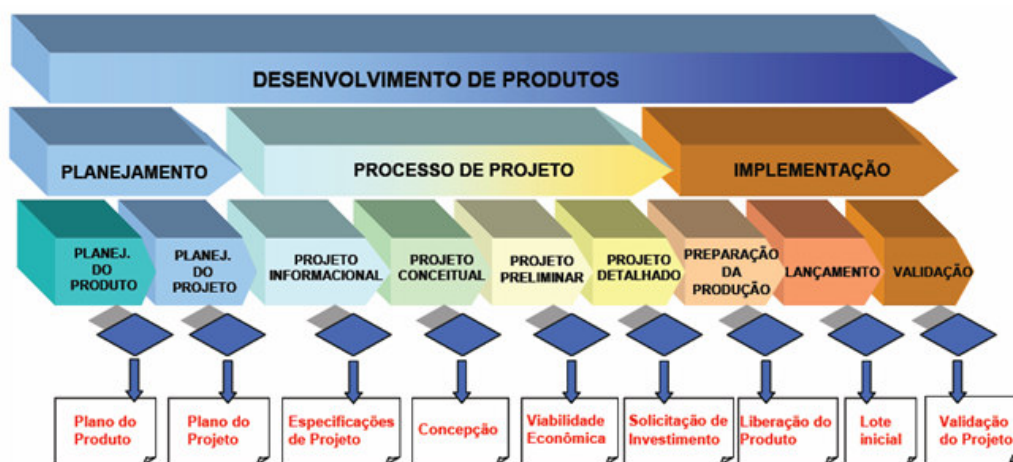 DESENVOLVIMENTO DE PRODUTOS
PLANEJAMENTO
PROCESSO DE PROJETO
IMPLEMENTAÇÃO
PLANEJ.
DO
PRODUTO
PLANEJ.
DO
PROJETO
PROJETO
INFORMACIONAL
PROJETO
CONCEITUAL
PROJETO
PRELIMINAR
PROJETO
DETALHADO
PREPARAÇÃO
DA
PRODUÇÃO
LANÇAMENTO
VALIDAÇÃO
Plano do
Produto
Plano do
Projeto
Especificações
de Projeto
Concepção
Viabilidade
Econômica
Solicitação de
Investimento
Liberação do
Produto
Lote
inicial
Validação
do Projeto